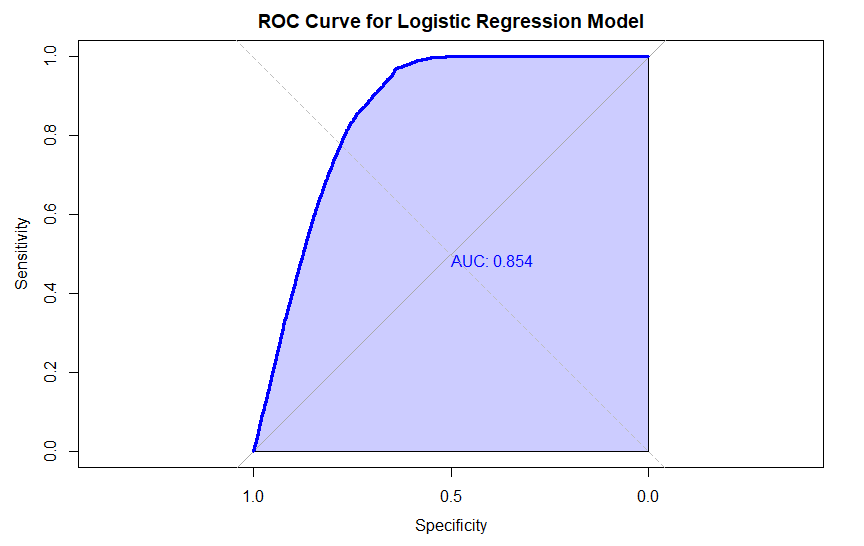 ROC Curve for Logistic Regression Model
Sensitivity
1.0
0.8
0.6
0.4
0.2
0.0
AUC: 0.854
1.0 0.5 0.0
Specificity